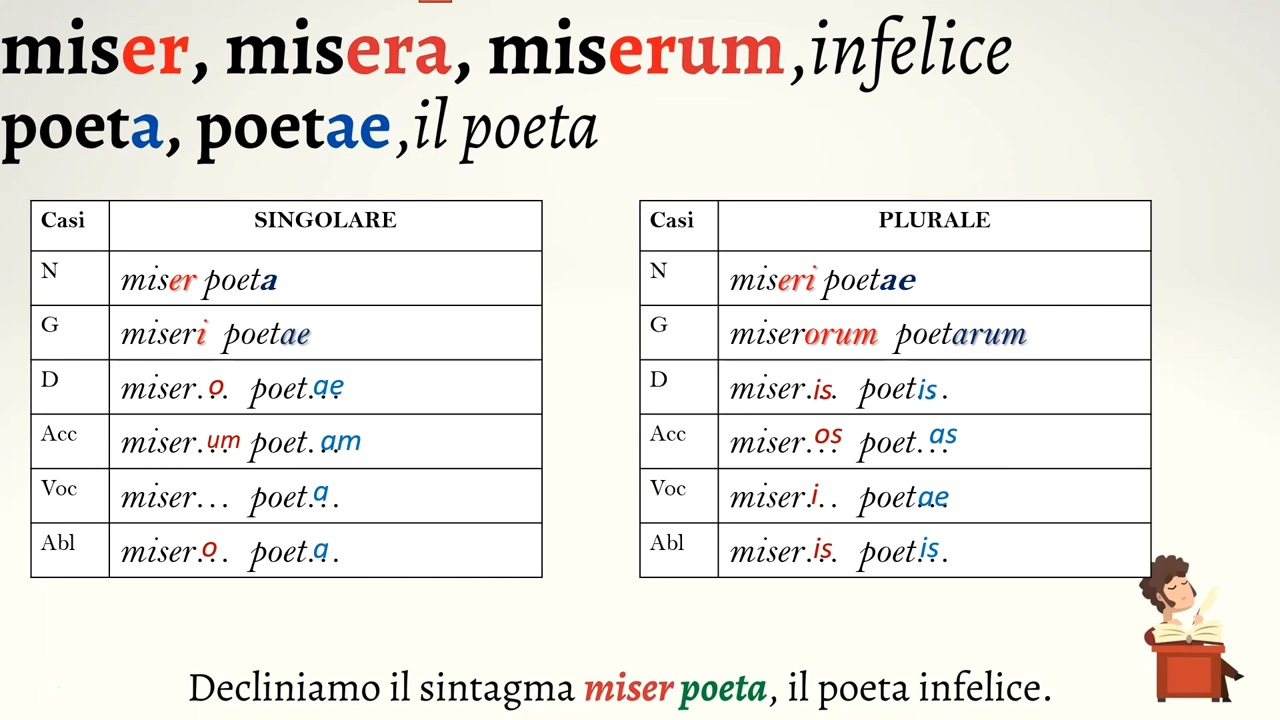 miser, misera, miserum, infelice
poeta, poetae, il poeta
Casi SINGOLARE
N miser poeta
G miseri poetae
D miser…o poet…ae
Acc miser…um poet…am
Voc miser… poet…a
Abl miser…o poet…a
Casi PLURALE
N miseri poetae
G miserorum poetarum
D miser…is poet…is
Acc miser…os poet…as
Voc miser…i poet…ae
Abl miser…is poet…is
Decliniamo il sintagma miser poeta, il poeta infelice.